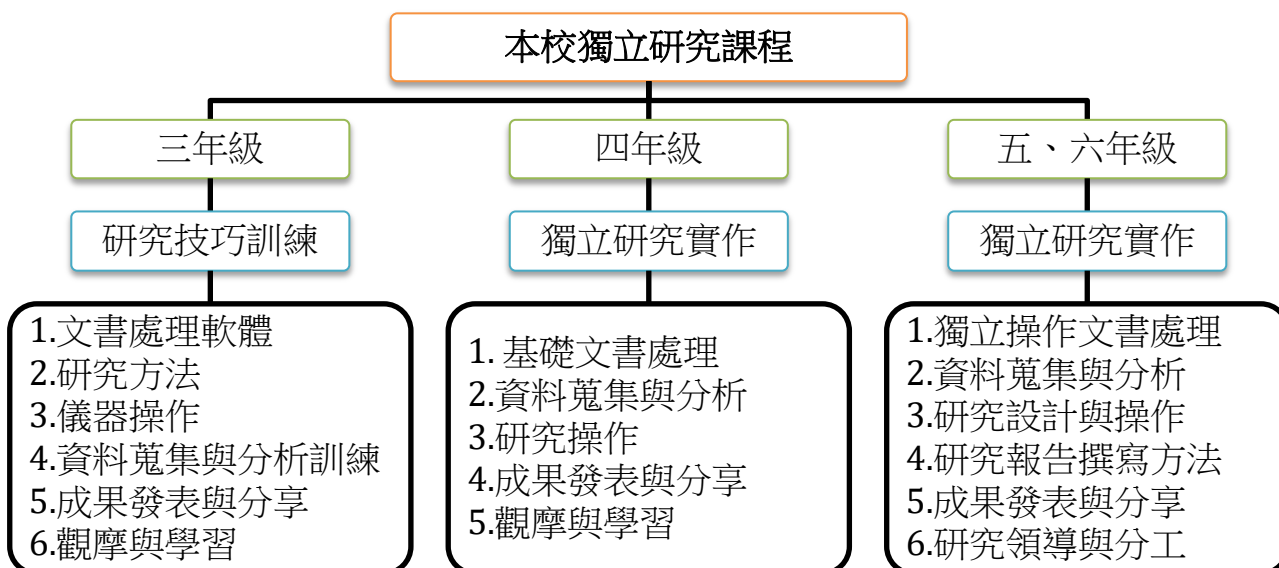 本校獨立研究課程
三年級
四年級
五、六年級
研究技巧訓練
獨立研究實作
獨立研究實作
1.文書處理軟體
2.研究方法
3.儀器操作
4.資料蒐集與分析訓練
5.成果發表與分享
6.觀摩與學習
1. 基礎文書處理
2.資料蒐集與分析
3.研究操作
4.成果發表與分享
5.觀摩與學習
1.獨立操作文書處理
2.資料蒐集與分析
3.研究設計與操作
4.研究報告撰寫方法
5.成果發表與分享
6.研究領導與分工